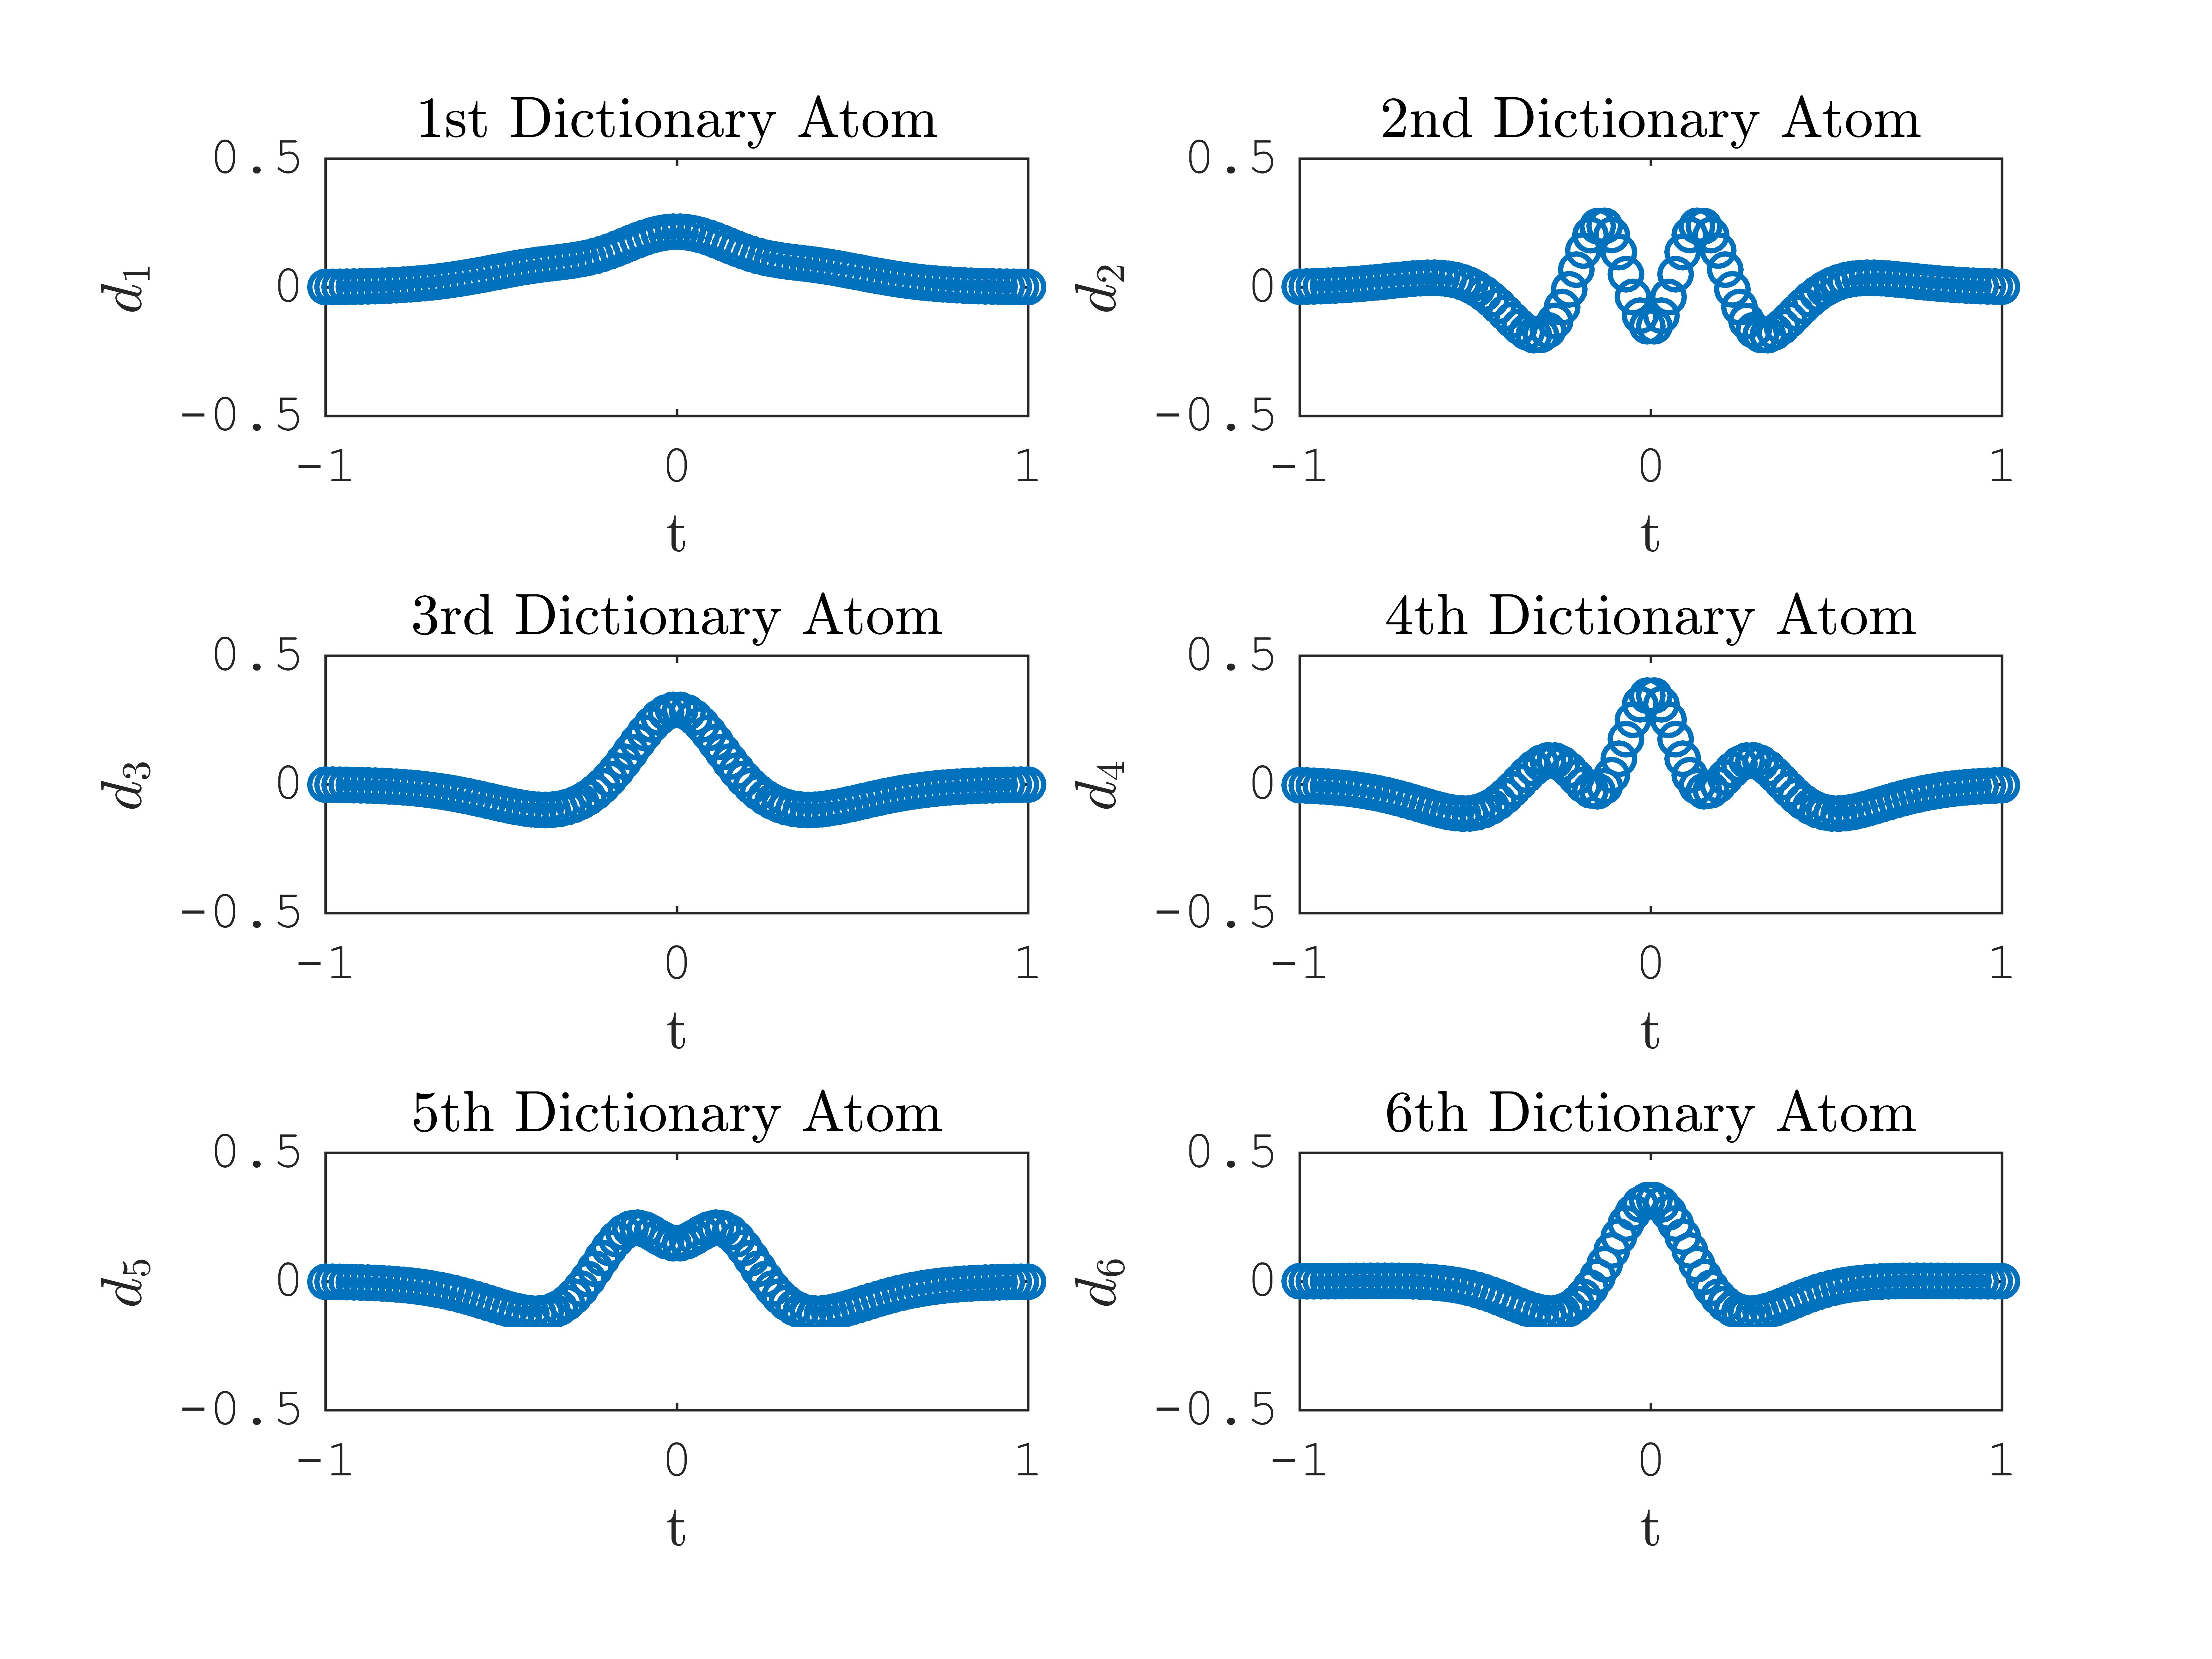 1st Dictionary Atom
0.5
0
-0.5
d1
-1 0 1
t
2nd Dictionary Atom
0.5
0
-0.5
d2
-1 0 1
t
3rd Dictionary Atom
0.5
0
-0.5
d3
-1 0 1
t
4th Dictionary Atom
0.5
0
-0.5
d4
-1 0 1
t
5th Dictionary Atom
0.5
0
-0.5
d5
-1 0 1
t
6th Dictionary Atom
0.5
0
-0.5
d6
-1 0 1
t